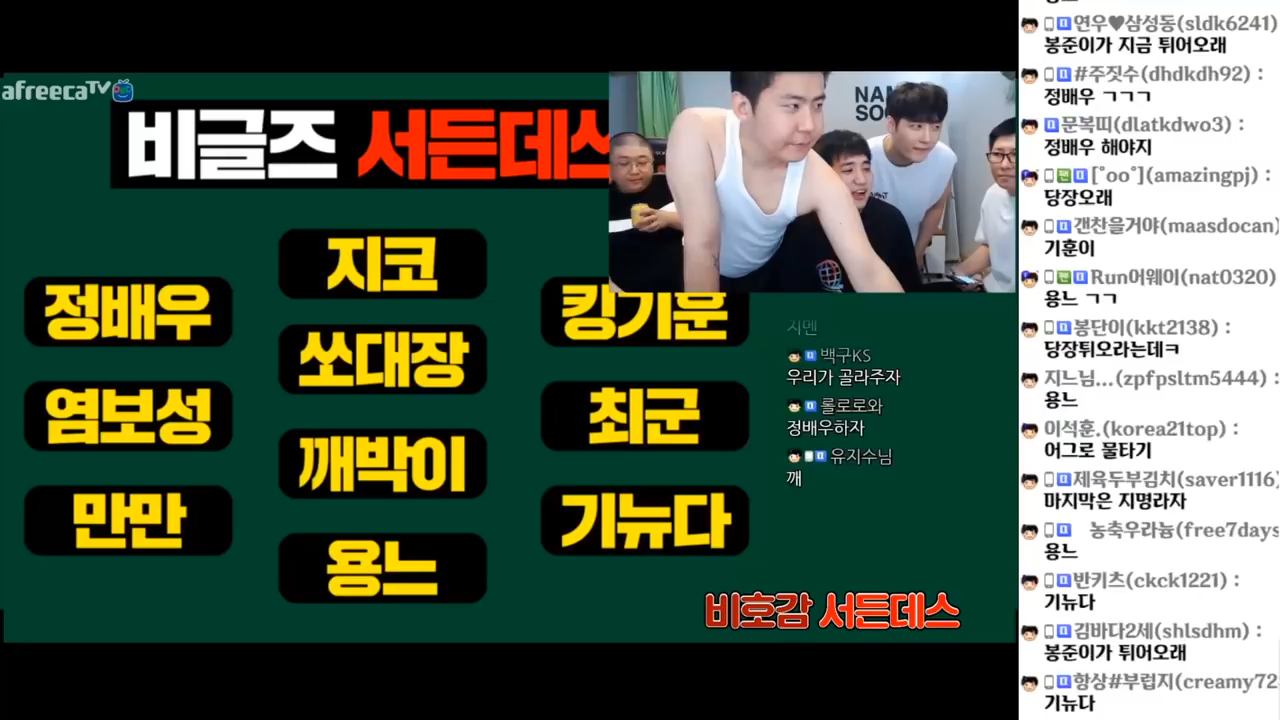 afreecaTV
비글즈 서든데스
NAM
SO
정배우
지코
킹기훈
쏘대장
염보성
최군
깨박이
만만
기뉴다
용느
지멘
백구KS
우리가 골라주자
롤로로와
정배우하자
유지수님
깨
비호감 서든데스
연우♥삼성동(sldk6241)
봉준이가 지금 튀어오래
#주짓수(dhdkdh92) :
정배우 ㄱㄱㄱ
문복띠(dlatkdwo3) :
정배우 해야지
[˚oo˚](amazingpj) :
당장오래
갠찬을거야(maasdocan)
기훈이
Run어웨이(nat0320)
용느 ㄱㄱ
봉단이(kkt2138) :
당장튀오라는데ㅋ
지느님...(zpfpsltm5444) :
용느
이석훈.(korea21top) :
어그로 물타기
제육두부김치(saver1116)
마지막은 지명라자
농축우라늄(free7days
용느
반키츠(ckck1221) :
기뉴다
김바다2세(shlsdhm) :
봉준이가 튀어오래
항상#부럽지(creamy72
기뉴다